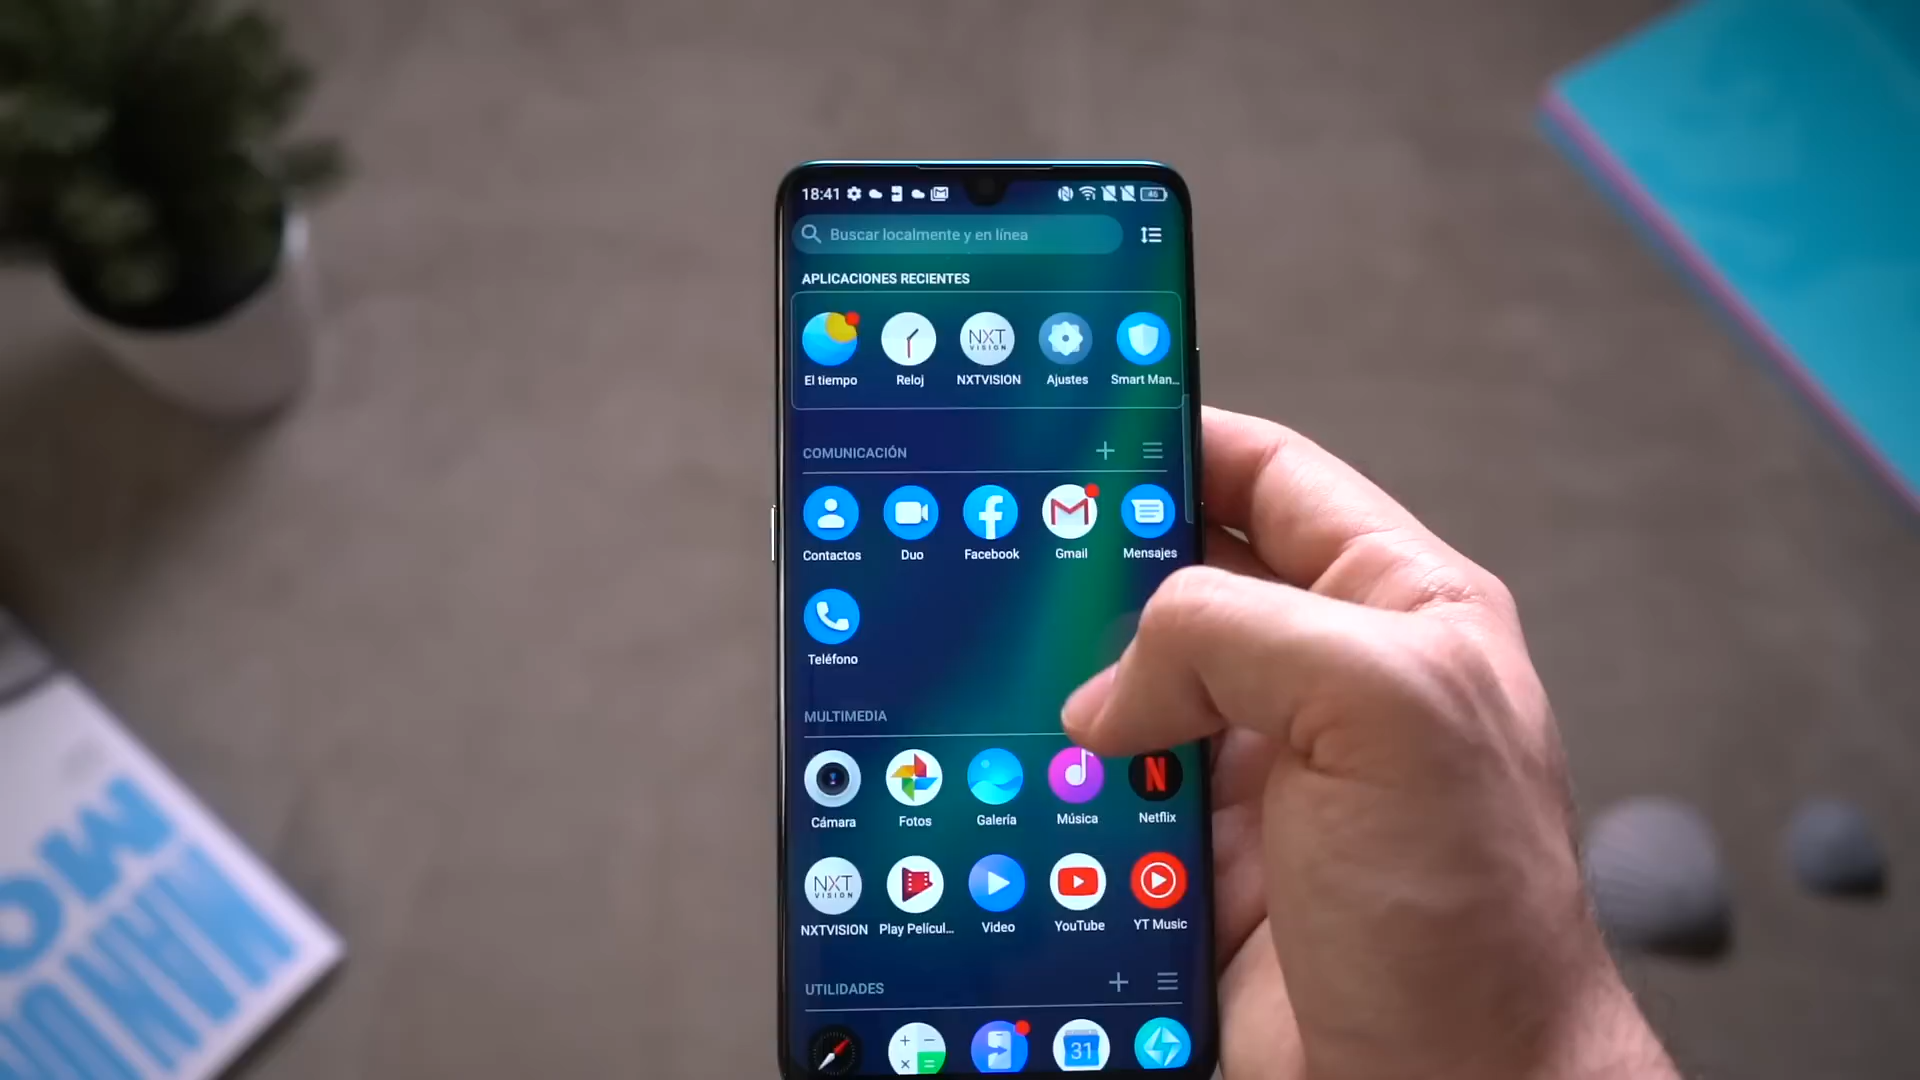 18:41
46
Buscar localmente y en línea
APLICACIONES RECIENTES
NXT
VISION
El tiempo Reloj NXTVISION Ajustes Smart Man...
COMUNICACIÓN
Contactos Duo Facebook Gmail Mensajes
Teléfono
MULTIMEDIA
Cámara Fotos Galería Música Netflix
NXT
VISION
NXTVISION Play Películ... Video YouTube YT Music
UTILIDADES
31